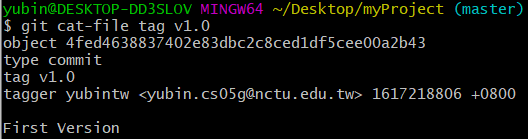 yubin@DESKTOP-DD3SLOV MINGW64 ~/Desktop/myProject (master)
$ git cat-file tag v1.0
object 4fed4638837402e83dbc2c8ced1df5cee00a2b43
type commit
tag v1.0
tagger yubintw <yubin.cs05g@nctu.edu.tw> 1617218806 +0800
First Version